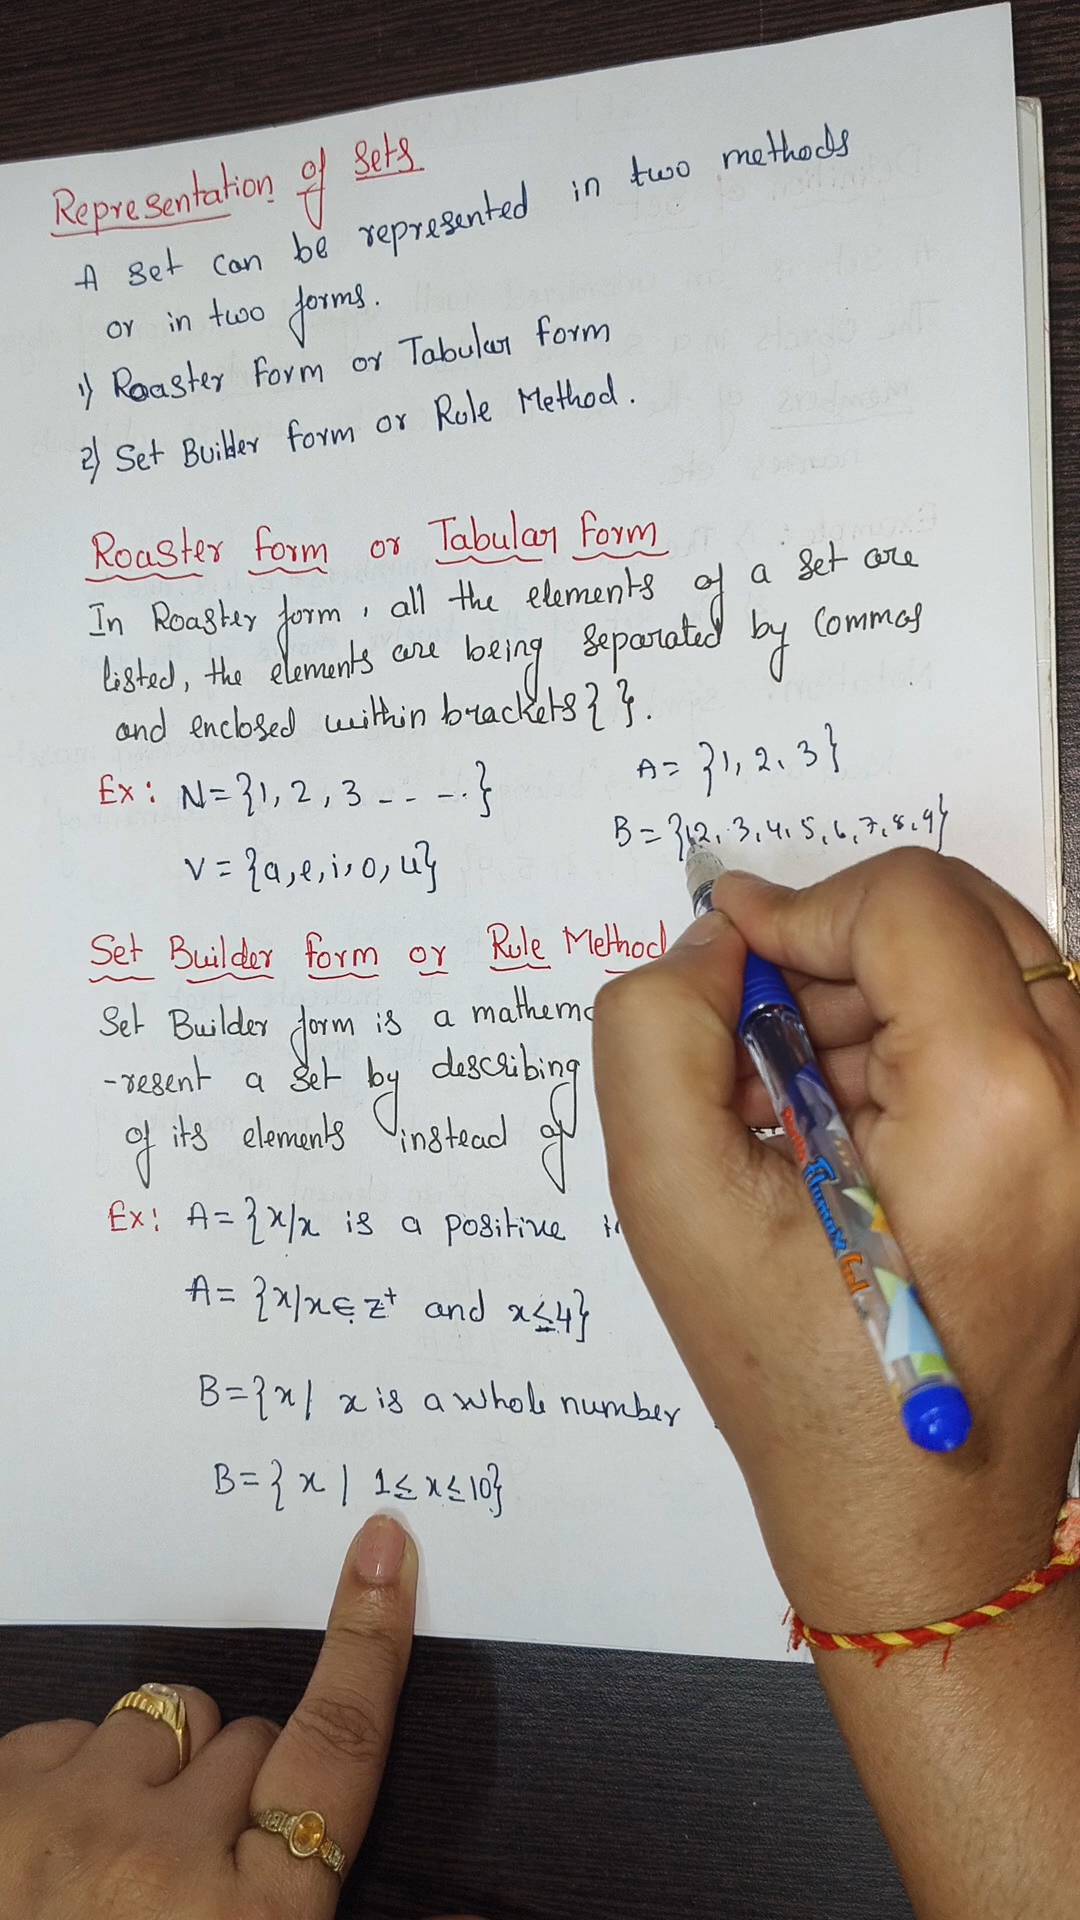 Representation of Sets
A Set can be represented in two methods
or in two forms.
1) Roaster Form or Tabular Form
2) Set Builder form or Rule Method.
Roaster form or Tabular form
In Roaster form, all the elements of a set are
listed, the elements are being separated by commas
and enclosed within brackets { }.
Ex: N={1, 2, 3 - - - . }
A= {1, 2, 3}
V = {a, e, i, o, u}
B = {1,2, 3, 4, 5, 6, 7, 8, 9}
Set Builder form or Rule Method
Set Builder form is a
-resent a set by describing
of its elements instead of
Ex: A={x/x is a positive
A= {x/x∈ Z⁺ and x≤4}
B={x/ x is a whole number
B={ x | 1≤ x≤10}